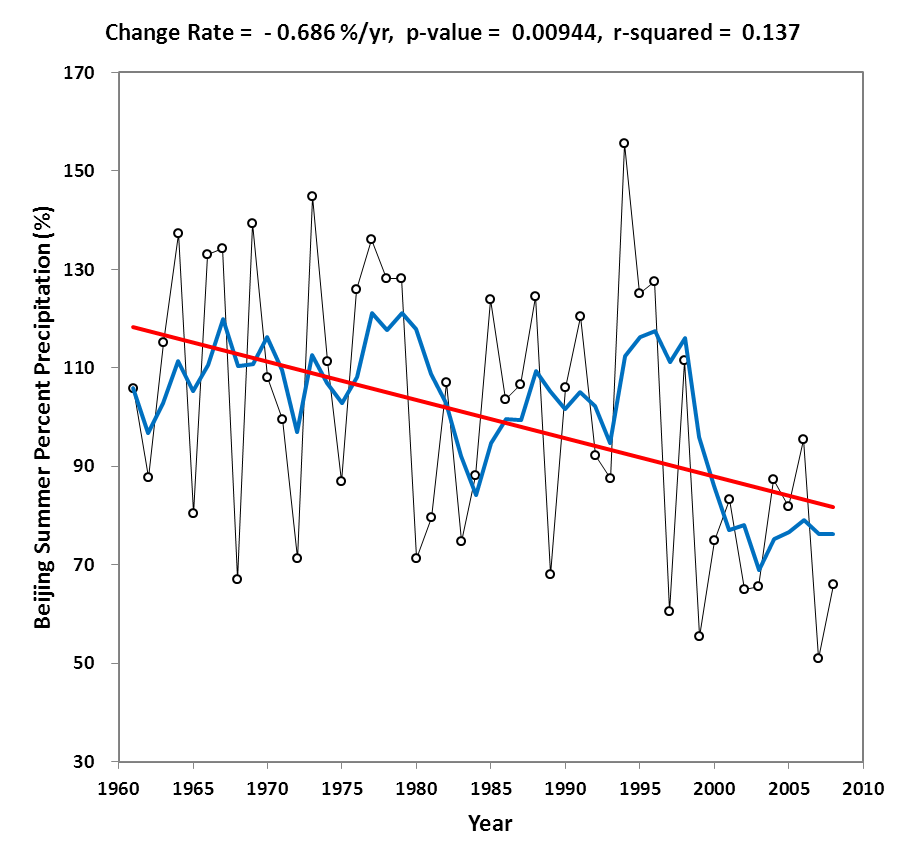 Change Rate = - 0.686 %/yr, p-value = 0.00944, r-squared = 0.137
170
150
130
110
90
70
50
30
Beijing Summer Percent Precipitation (%)
1960 1965 1970 1975 1980 1985 1990 1995 2000 2005 2010
Year